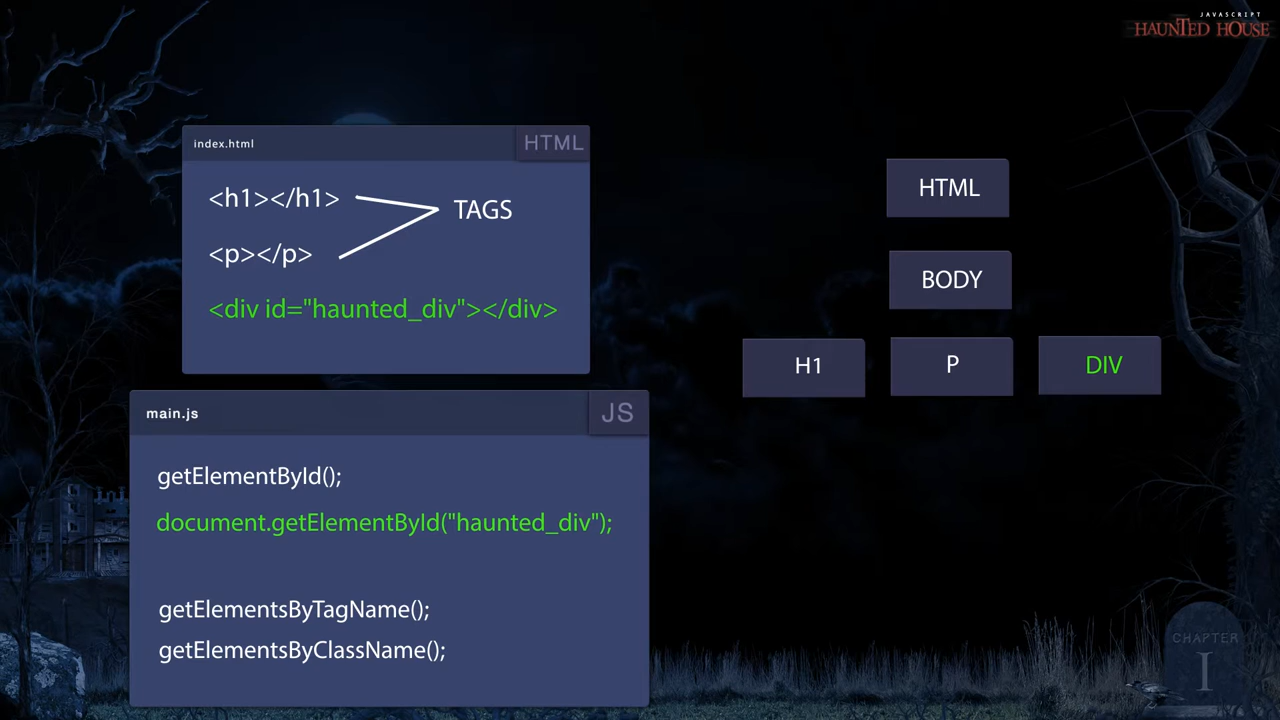 JAVASCRIPT
HAUNTED HOUSE
index.html
HTML
<h1></h1>
TAGS
<p></p>
<div id="haunted_div"></div>
main.js
JS
getElementById();
document.getElementById("haunted_div");
getElementsByTagName();
getElementsByClassName();
HTML
BODY
H1
P
DIV
CHAPTER
I